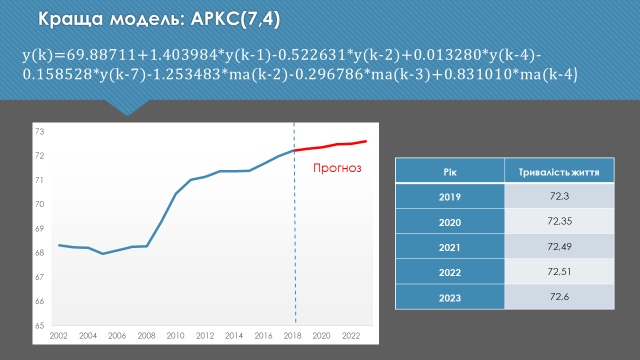 Краща модель: АРКС(7,4)
y(k)=69.88711+1.403984*y(k-1)-0.522631*y(k-2)+0.013280*y(k-4)-
0.158528*y(k-7)-1.253483*ma(k-2)-0.296786*ma(k-3)+0.831010*ma(k-4)
73
72
71
70
69
68
67
66
65
2002 2004 2006 2008 2010 2012 2014 2016 2018 2020 2022
Прогноз
Рік Тривалість життя
2019 72,3
2020 72,35
2021 72,49
2022 72,51
2023 72,6